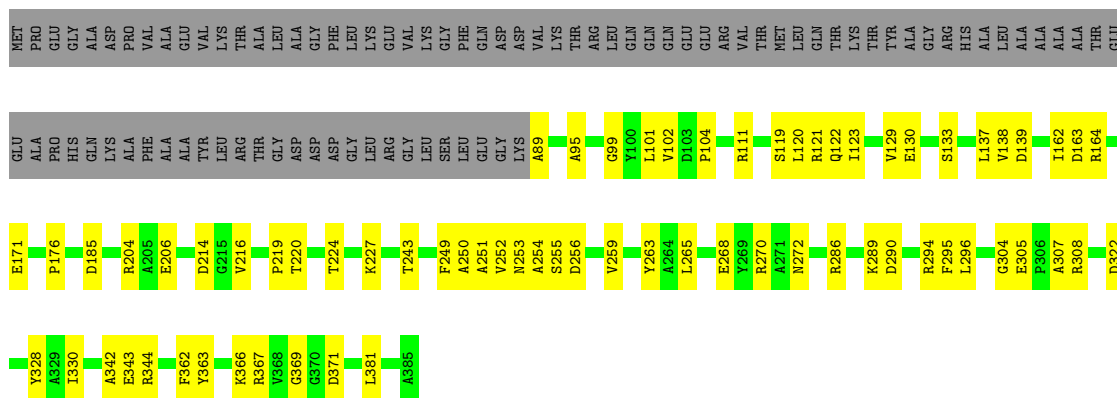 MET PRO GLU GLY ALA ASP PRO VAL ALA GLU VAL LYS THR ALA LEU ALA GLY PHE LEU LYS GLU VAL LYS GLY PHE GLN ASP ASP VAL LYS THR ARG LEU GLN GLN GLN GLU GLU ARG VAL THR MET LEU GLN THR LYS THR TYR ALA GLY ARG HIS ALA LEU ALA ALA ALA ALA ALA THR GLU
GLU ALA PRO HIS GLN LYS ALA PHE ALA ALA TYR LEU ARG THR GLY ASP ASP ASP GLY LEU ARG GLY LEU SER LEU GLU GLY LYS A89 A95 G99 Y100 L101 V102 D103 P104 R111 S119 L120 R121 Q122 I123 V129 E130 S133 L137 V138 D139 I162 D163 R164
E171 P176 D185 R204 A205 E206 D214 G215 V216 P219 T220 T224 K227 T243 F249 A250 A251 V252 N253 A254 S255 D256 V259 Y263 A264 L265 E268 Y269 R270 A271 N272 R286 K289 D290 R294 F295 L296 G304 E305 P306 A307 R308 D322
Y328 A329 I330 A342 E343 R344 F362 Y363 K366 R367 V368 G369 G370 D371 L381 A385